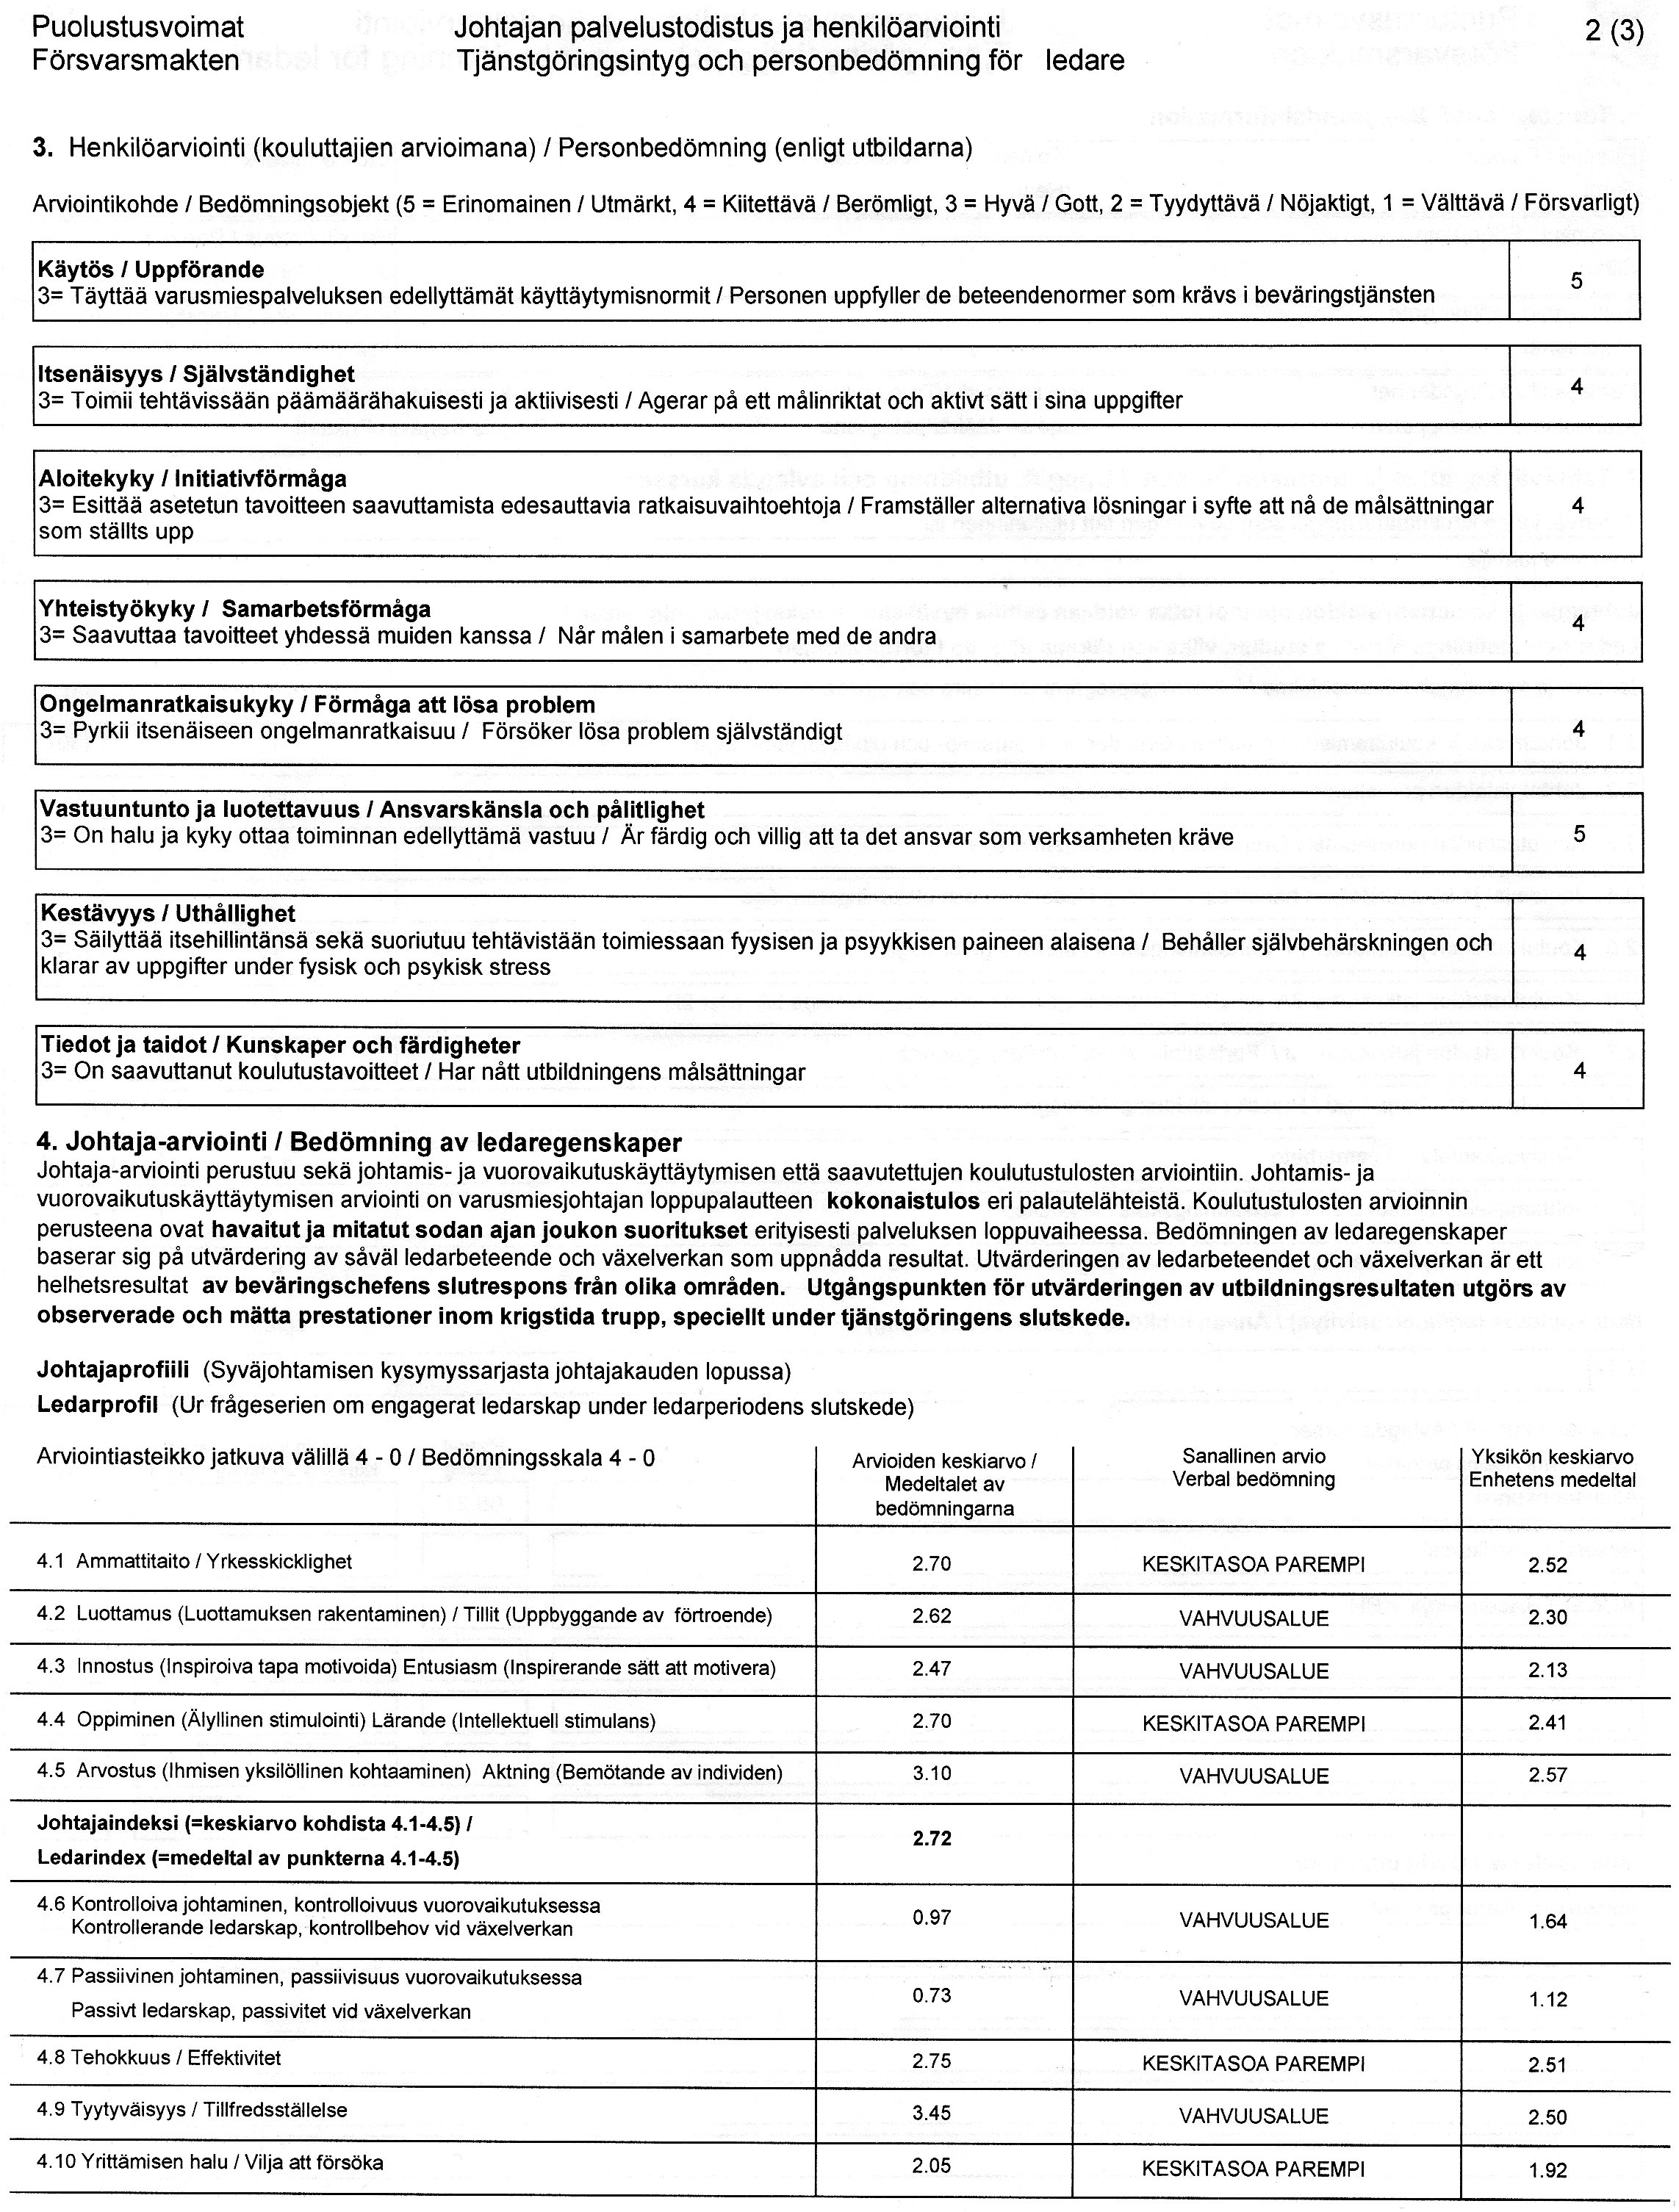 Puolustusvoimat Johtajan palvelustodistus ja henkilöarviointi 2 (3)
Försvarsmakten Tjänstgöringsintyg och personbedömning för ledare
3. Henkilöarviointi (kouluttajien arvioimana) / Personbedömning (enligt utbildarna)
Arviointikohde / Bedömningsobjekt (5 = Erinomainen / Utmärkt, 4 = Kiitettävä / Berömligt, 3 = Hyvä / Gott, 2 = Tyydyttävä / Nöjaktigt, 1 = Välttävä / Försvarligt)
Käytös / Uppförande
3= Täyttää varusmiespalveluksen edellyttämät käyttäytymisnormit / Personen uppfyller de beteendenormer som krävs i beväringstjänsten 5
Itsenäisyys / Självständighet
3= Toimii tehtävissään päämäärähakuisesti ja aktiivisesti / Agerar på ett målinriktat och aktivt sätt i sina uppgifter 4
Aloitekyky / Initiativförmåga
3= Esittää asetetun tavoitteen saavuttamista edesauttavia ratkaisuvaihtoehtoja / Framställer alternativa lösningar i syfte att nå de målsättningar 4
som ställts upp
Yhteistyökyky / Samarbetsförmåga
3= Saavuttaa tavoitteet yhdessä muiden kanssa / Når målen i samarbete med de andra 4
Ongelmanratkaisukyky / Förmåga att lösa problem
3= Pyrkii itsenäiseen ongelmanratkaisuu / Försöker lösa problem självständigt 4
Vastuuntunto ja luotettavuus / Ansvarskänsla och pålitlighet
3= On halu ja kyky ottaa toiminnan edellyttämä vastuu / Är färdig och villig att ta det ansvar som verksamheten kräve 5
Kestävyys / Uthållighet
3= Säilyttää itsehillintänsä sekä suoriutuu tehtävistään toimiessaan fyysisen ja psyykkisen paineen alaisena / Behåller självbehärskningen och 4
klarar av uppgifter under fysisk och psykisk stress
Tiedot ja taidot / Kunskaper och färdigheter
3= On saavuttanut koulutustavoitteet / Har nått utbildningens målsättningar 4
4. Johtaja-arviointi / Bedömning av ledaregenskaper
Johtaja-arviointi perustuu sekä johtamis- ja vuorovaikutuskäyttäytymisen että saavutettujen koulutustulosten arviointiin. Johtamis- ja
vuorovaikutuskäyttäytymisen arviointi on varusmiesjohtajan loppupalautteen kokonaistulos eri palautelähteistä. Koulutustulosten arvioinnin
perusteena ovat havaitut ja mitatut sodan ajan joukon suoritukset erityisesti palveluksen loppuvaiheessa. Bedömningen av ledaregenskaper
baserar sig på utvärdering av såväl ledarbeteende och växelverkan som uppnådda resultat. Utvärderingen av ledarbeteendet och växelverkan är ett
helhetsresultat av beväringschefens slutrespons från olika områden. Utgångspunkten för utvärderingen av utbildningsresultaten utgörs av
observerade och mätta prestationer inom krigstida trupp, speciellt under tjänstgöringens slutskede.
Johtajaprofiili (Syväjohtamisen kysymyssarjasta johtajakauden lopussa)
Ledarprofil (Ur frågeserien om engagerat ledarskap under ledarperiodens slutskede)
Arviointiasteikko jatkuva välillä 4 - 0 / Bedömningsskala 4 - 0 Arvioiden keskiarvo / Sanallinen arvio Yksikön keskiarvo
Medeltalet av Verbal bedömning Enhetens medeltal
bedömningarna
4.1 Ammattitaito / Yrkesskicklighet 2.70 KESKITASOA PAREMPI 2.52
4.2 Luottamus (Luottamuksen rakentaminen) / Tillit (Uppbyggande av förtroende) 2.62 VAHVUUSALUE 2.30
4.3 Innostus (Inspiroiva tapa motivoida) Entusiasm (Inspirerande sätt att motivera) 2.47 VAHVUUSALUE 2.13
4.4 Oppiminen (Älyllinen stimulointi) Lärande (Intellektuell stimulans) 2.70 KESKITASOA PAREMPI 2.41
4.5 Arvostus (Ihmisen yksilöllinen kohtaaminen) Aktning (Bemötande av individen) 3.10 VAHVUUSALUE 2.57
Johtajaindeksi (=keskiarvo kohdista 4.1-4.5) / 2.72
Ledarindex (=medeltal av punkterna 4.1-4.5)
4.6 Kontrolloiva johtaminen, kontrolloivuus vuorovaikutuksessa 0.97 VAHVUUSALUE 1.64
Kontrollerande ledarskap, kontrollbehov vid växelverkan
4.7 Passiivinen johtaminen, passiivisuus vuorovaikutuksessa 0.73 VAHVUUSALUE 1.12
Passivt ledarskap, passivitet vid växelverkan
4.8 Tehokkuus / Effektivitet 2.75 KESKITASOA PAREMPI 2.51
4.9 Tyytyväisyys / Tillfredsställelse 3.45 VAHVUUSALUE 2.50
4.10 Yrittämisen halu / Vilja att försöka 2.05 KESKITASOA PAREMPI 1.92